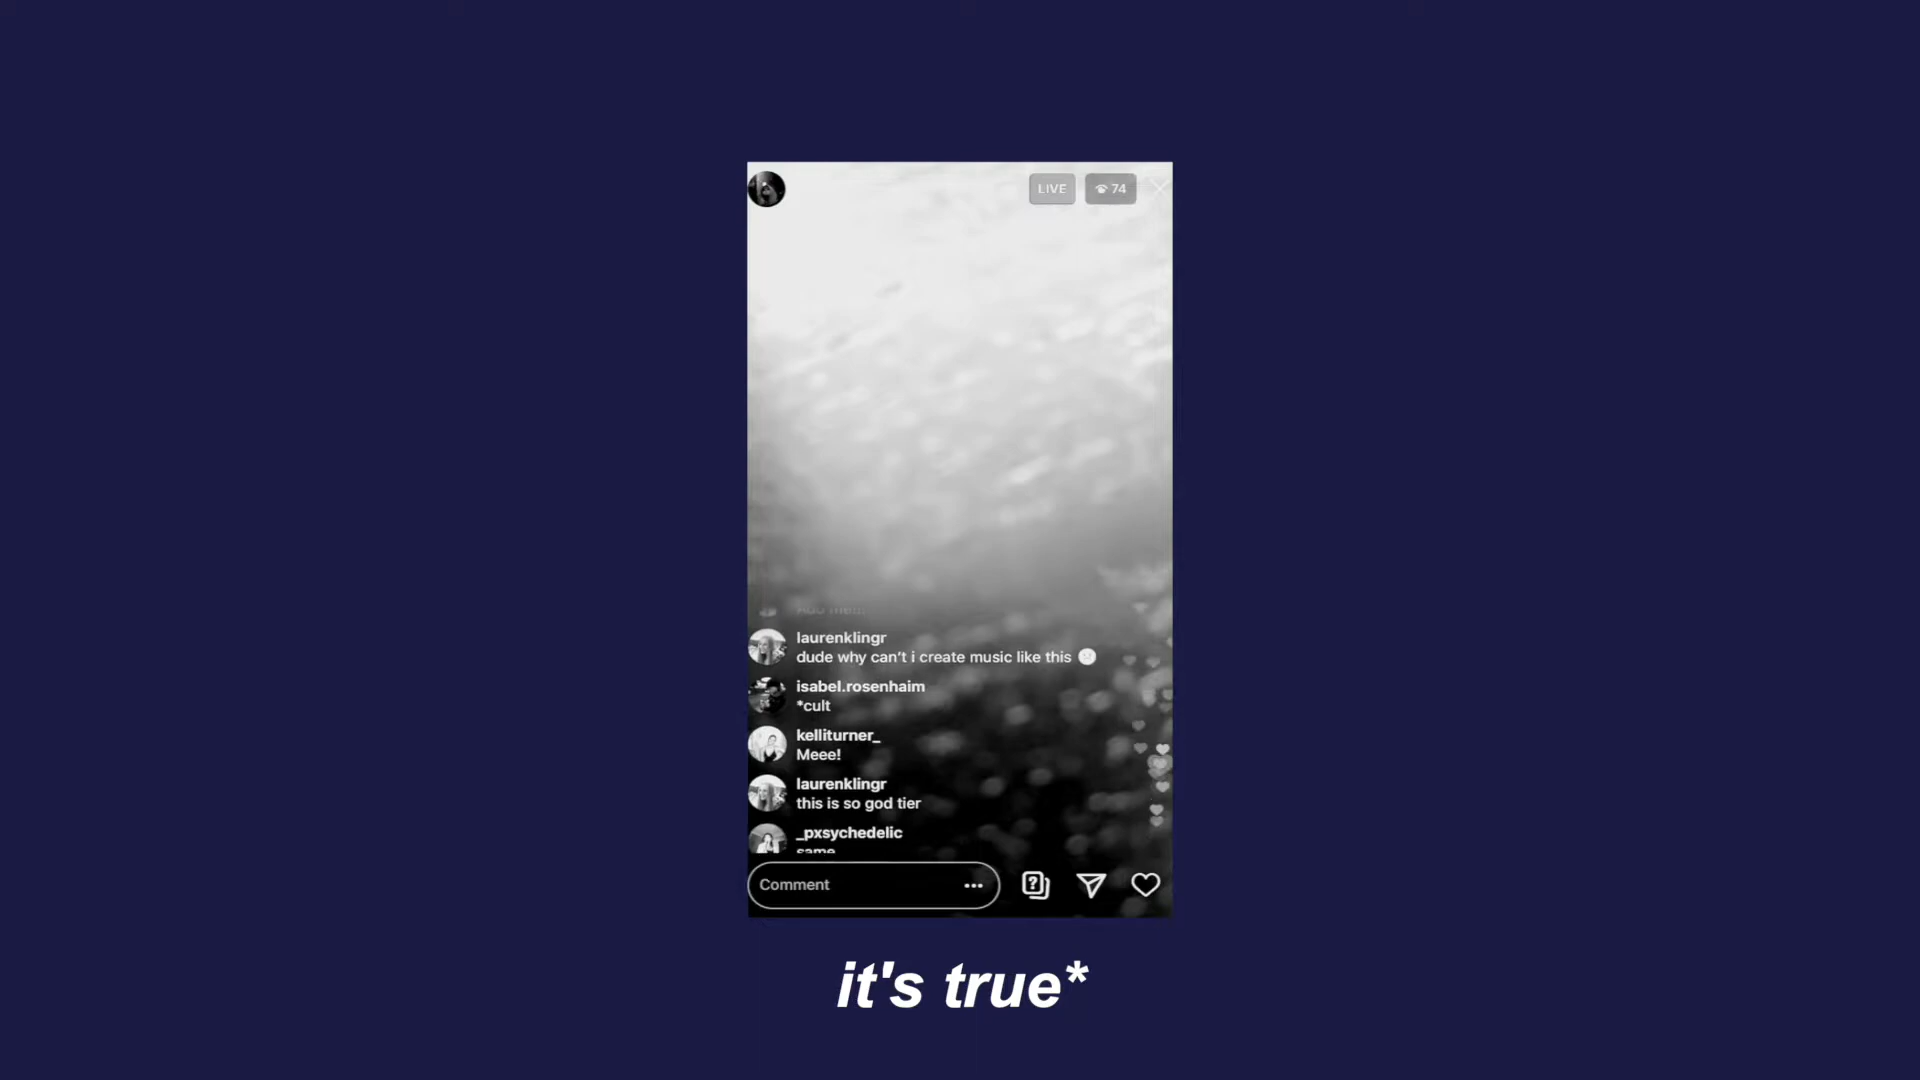 LIVE 74
laurenklingr
dude why can't i create music like this
isabel.rosenhaim
*cult
kelliturner_
Meee!
laurenklingr
this is so god tier
_pxsychedelic
same
Comment
it's true*